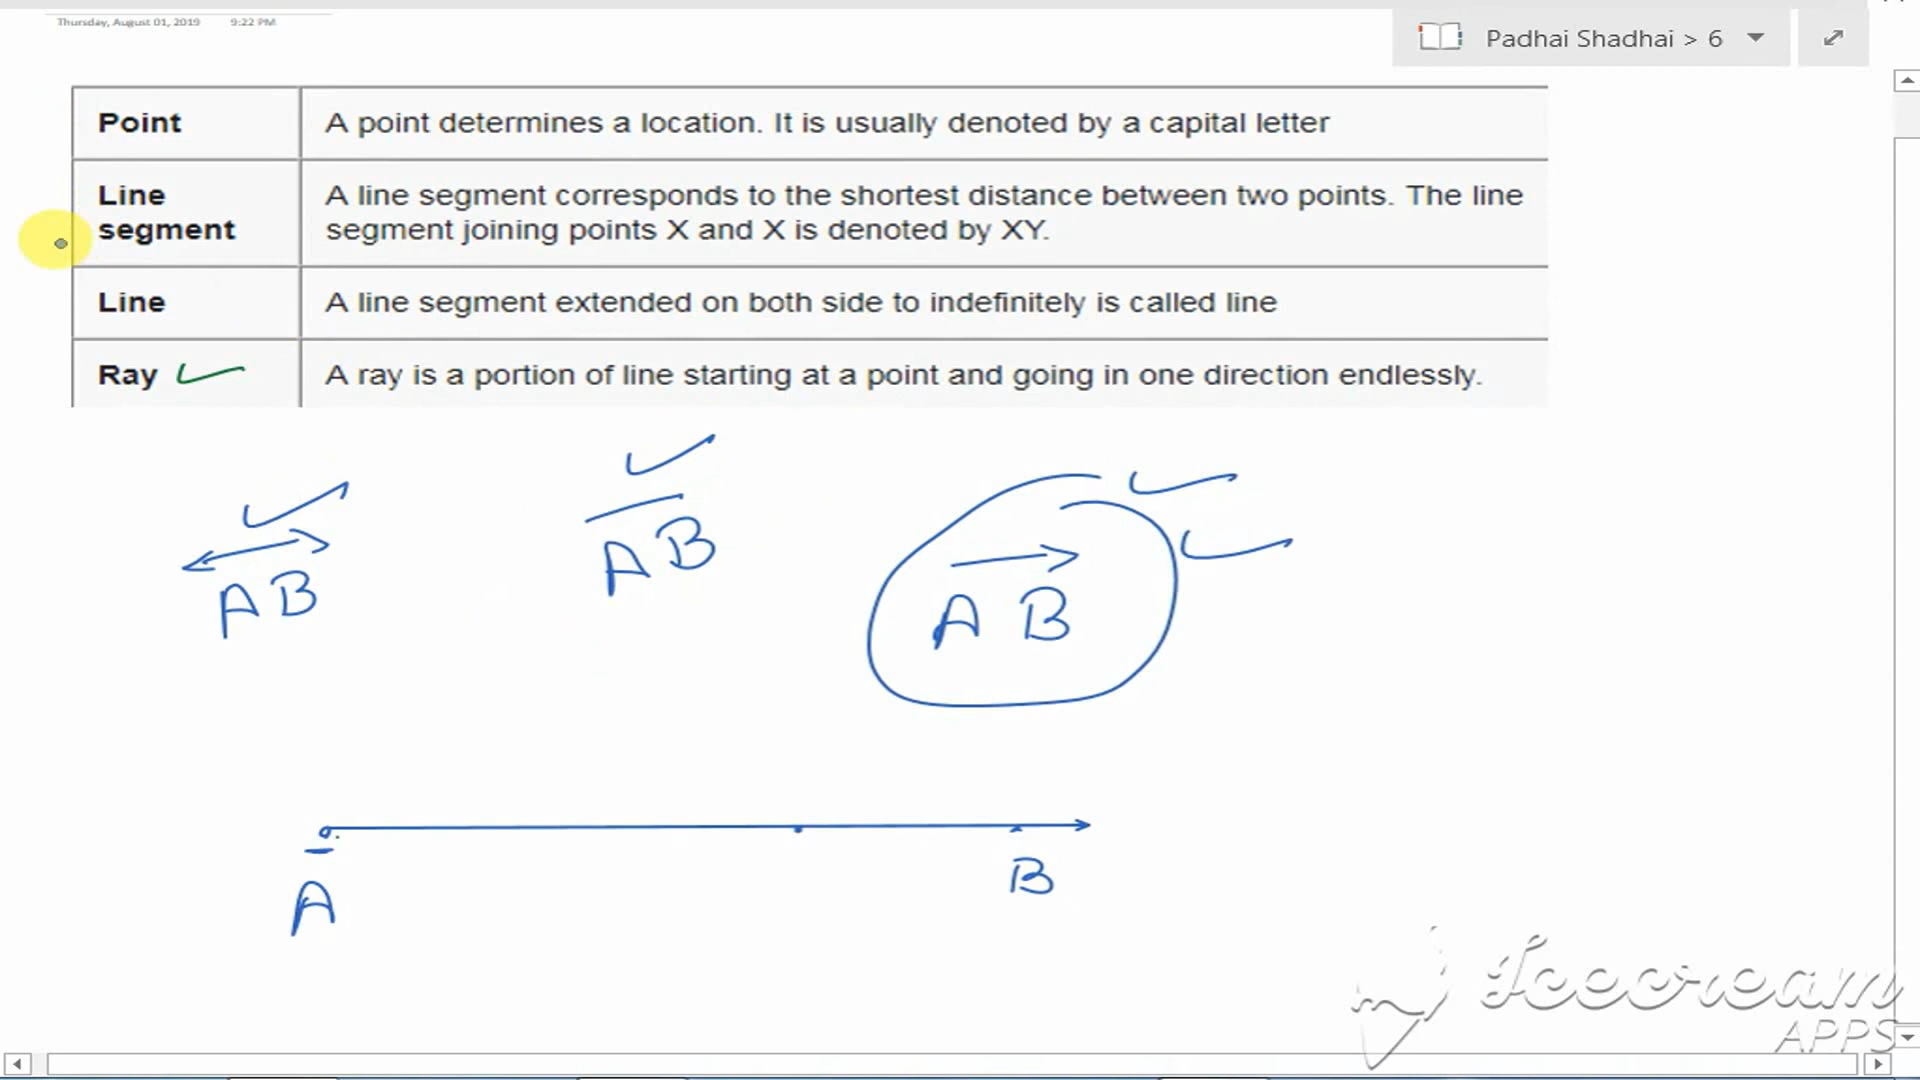 Thursday, August 01, 2019 9:22 PM
Padhai Shadhai > 6
Point A point determines a location. It is usually denoted by a capital letter
Line segment A line segment corresponds to the shortest distance between two points. The line
segment joining points X and X is denoted by XY.
Line A line segment extended on both side to indefinitely is called line
Ray A ray is a portion of line starting at a point and going in one direction endlessly.
A B
A B
A B
A
B
Icecream
APPS